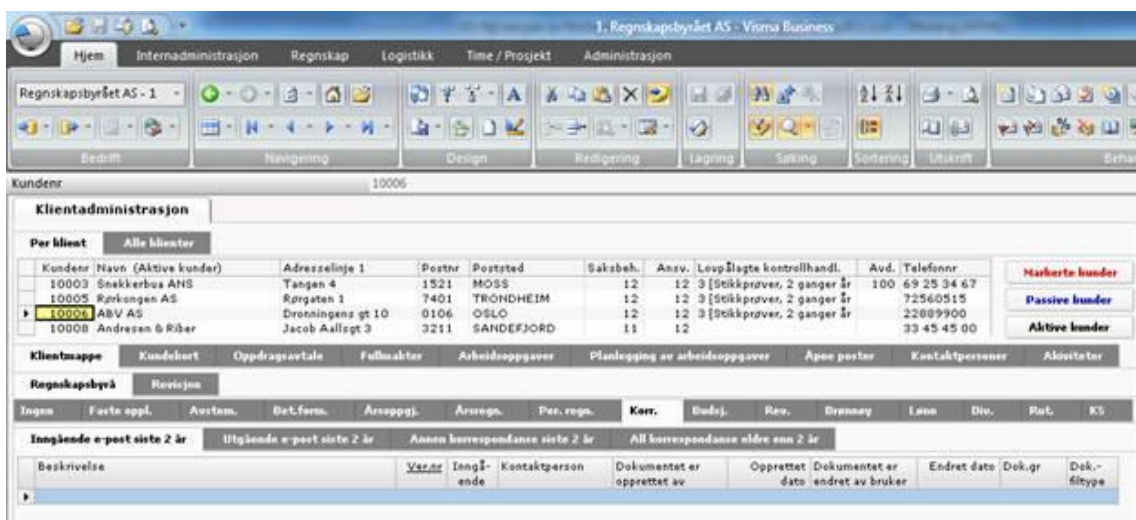 1. Regnskapsbyrået AS - Visma Business
Hjem Internadministrasjon Regnskap Logistikk Time / Prosjekt Administrasjon
Regnskapsbyrået AS - 1
Bedrift Navigering Design Redigering Lagring Søking Sortering Utskrift Beha
Kundenr 10006
Klientadministrasjon
Per klient Alle klienter
Kundenr Navn (Aktive kunder) Adresselinje 1 Postnr Poststed Saksbeh. Ansv. Lovpålagte kontrollhandl. Avd. Telefonnr
10003 Snekkerbua ANS Tangen 4 1521 MOSS 12 12 3 [Stikkprøver, 2 ganger år 100 69 25 34 67
Markerte kunder
10005 Rørkongen AS Rørgaten 1 7401 TRONDHEIM 12 12 3 [Stikkprøver, 2 ganger år 72560515
Passive kunder
10006 ABV AS Dronningens gt 10 0106 OSLO 12 12 3 [Stikkprøver, 2 ganger år 22889900
10008 Andresen & Riber Jacob Aallsgt 3 3211 SANDEFJORD 11 12 33 45 45 00
Aktive kunder
Klientmappe Kundekort Oppdragsavtale Fullmakter Arbeidsoppgaver Planlegging av arbeidsoppgaver Åpne poster Kontaktpersoner Aktiviteter
Regnskapsbyrå Revisjon
Ingen Faste oppl. Avstem. Bet.form. Årsoppgj. Årsregn. Per. regn. Korr. Budsj. Rev. Brønnøy Lønn Div. Rut. KS
Inngående e-post siste 2 år Utgående e-post siste 2 år Annen korrespondanse siste 2 år All korrespondanse eldre enn 2 år
Beskrivelse Ver.nr Inngå- Kontaktperson Dokumentet er Opprettet Dokumentet er Endret dato Dok.gr Dok.-
ende opprettet av dato endret av bruker filtype